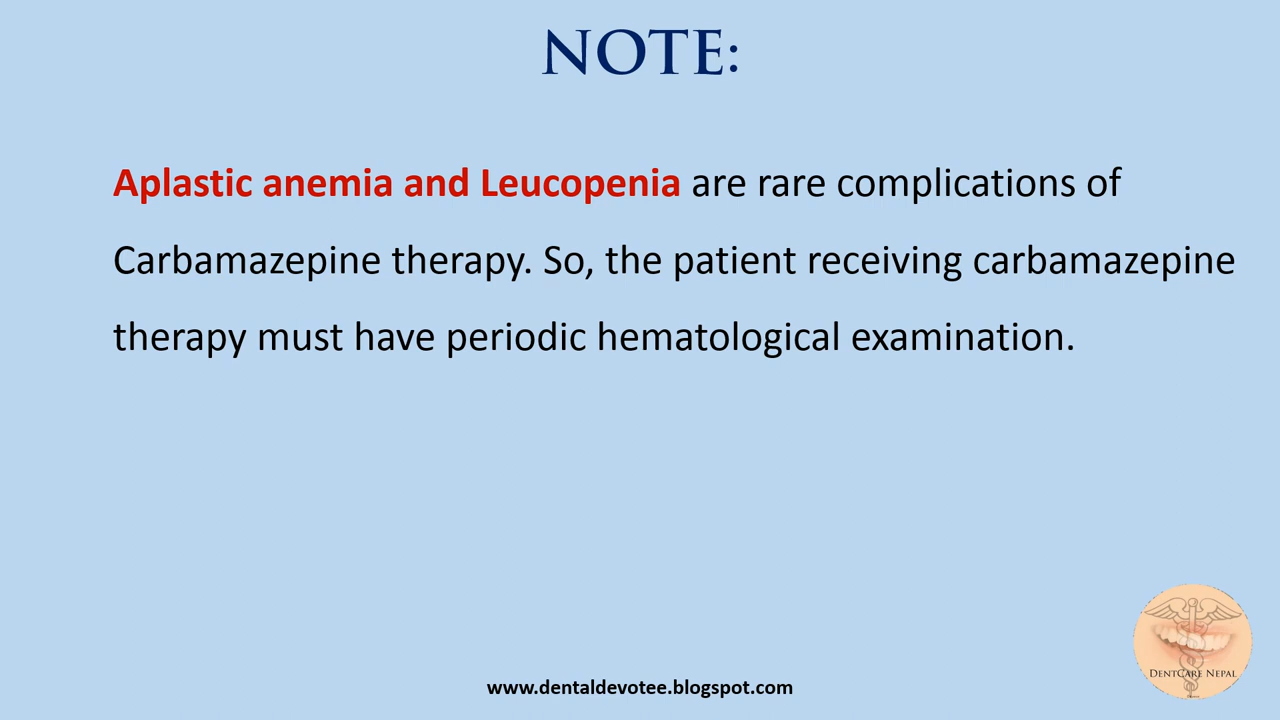 NOTE:
Aplastic anemia and Leucopenia are rare complications of
Carbamazepine therapy. So, the patient receiving carbamazepine
therapy must have periodic hematological examination.
DentCare Nepal
www.dentaldevotee.blogspot.com